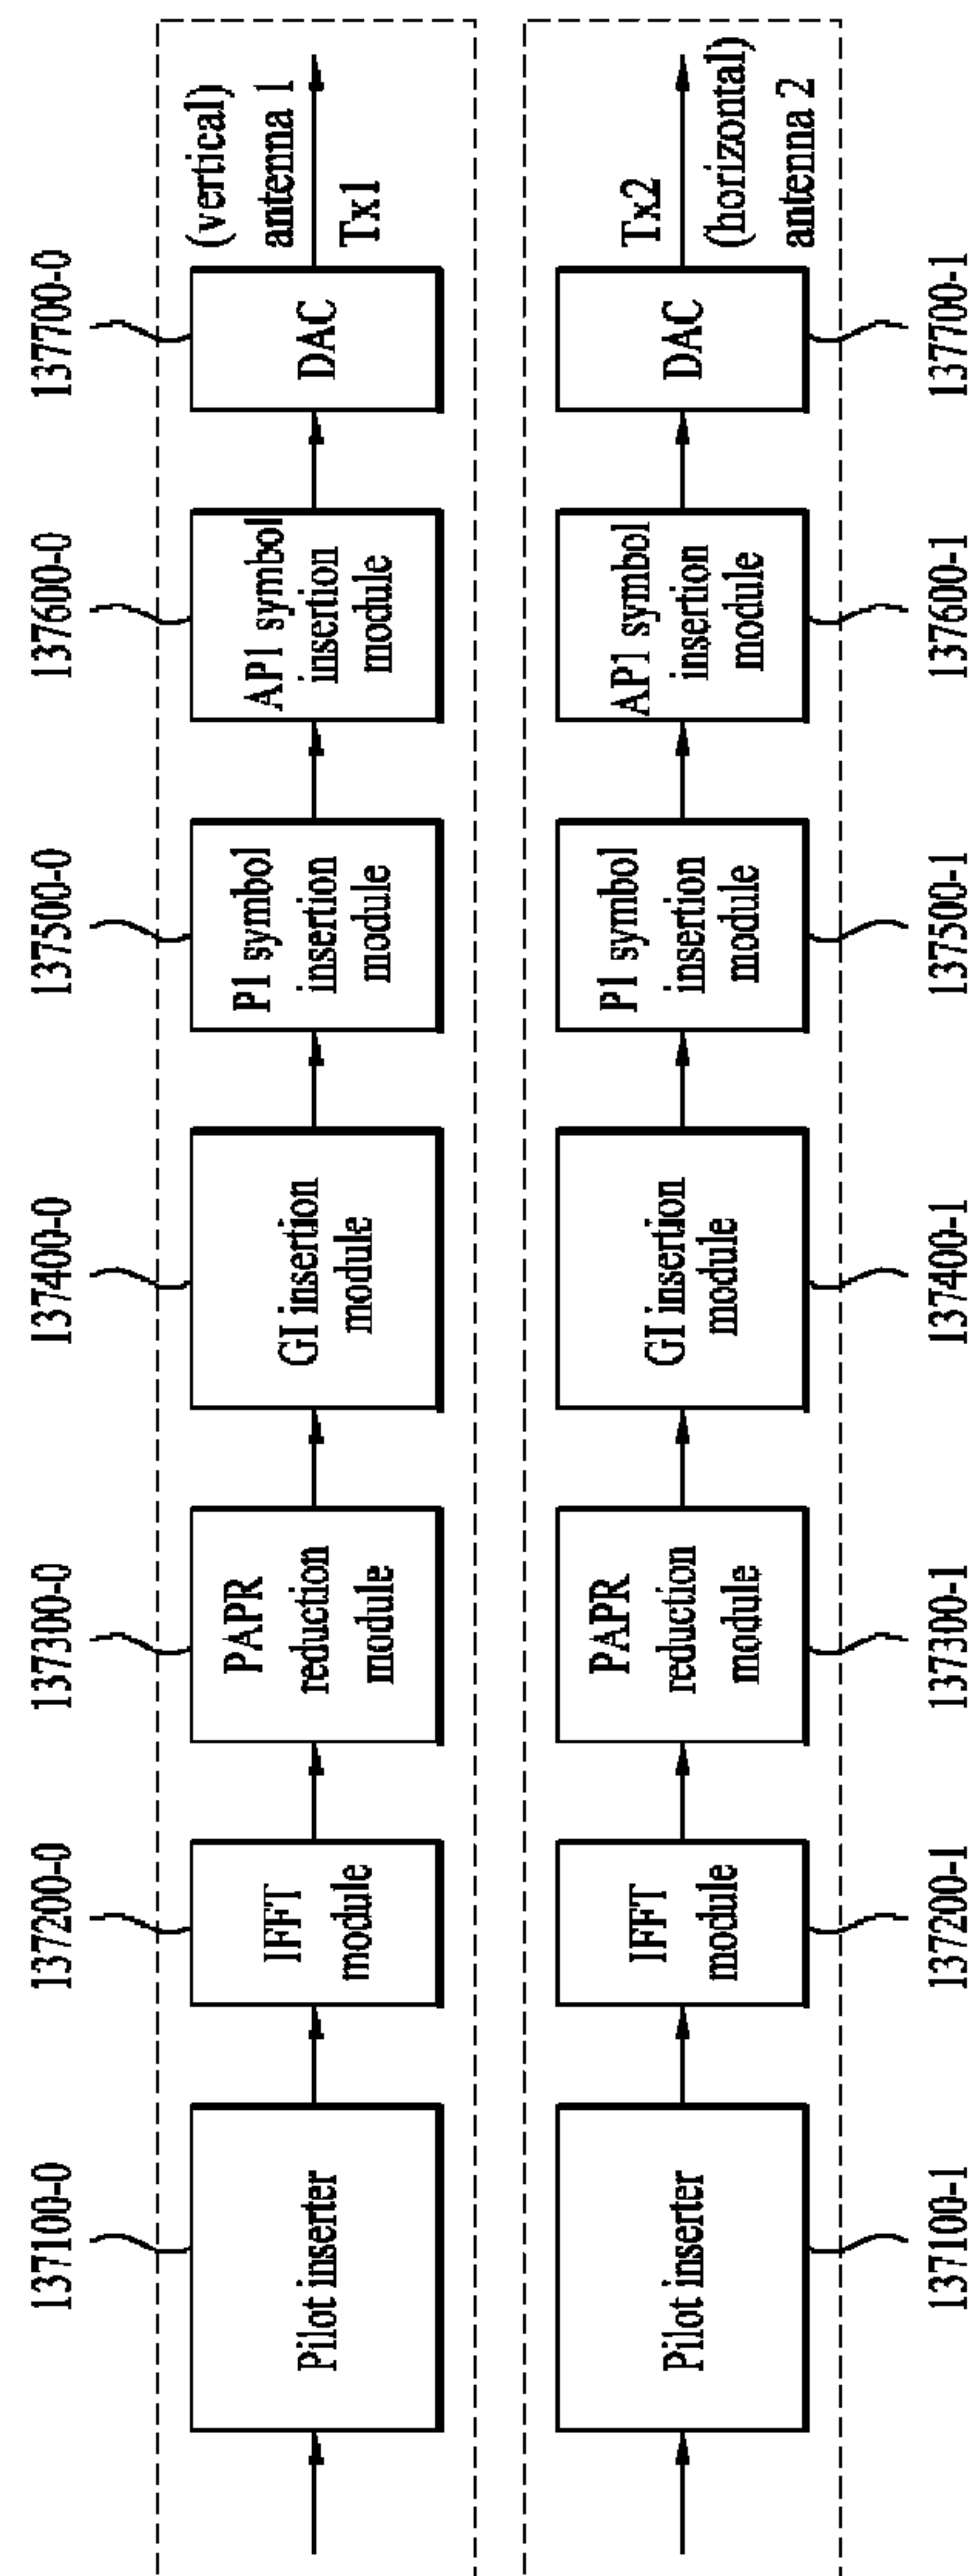 137100-0
137200-0
137300-0
137400-0
137500-0
137600-0
137700-0
Pilot inserter
IFFT
module
PAPR
reduction
module
GI insertion
module
P1 symbol
insertion
module
AP1 symbol
insertion
module
DAC
(vertical)
antenna 1
Tx1
Pilot inserter
IFFT
module
PAPR
reduction
module
GI insertion
module
P1 symbol
insertion
module
AP1 symbol
insertion
module
DAC
Tx2
(horizontal)
antenna 2
137100-1
137200-1
137300-1
137400-1
137500-1
137600-1
137700-1